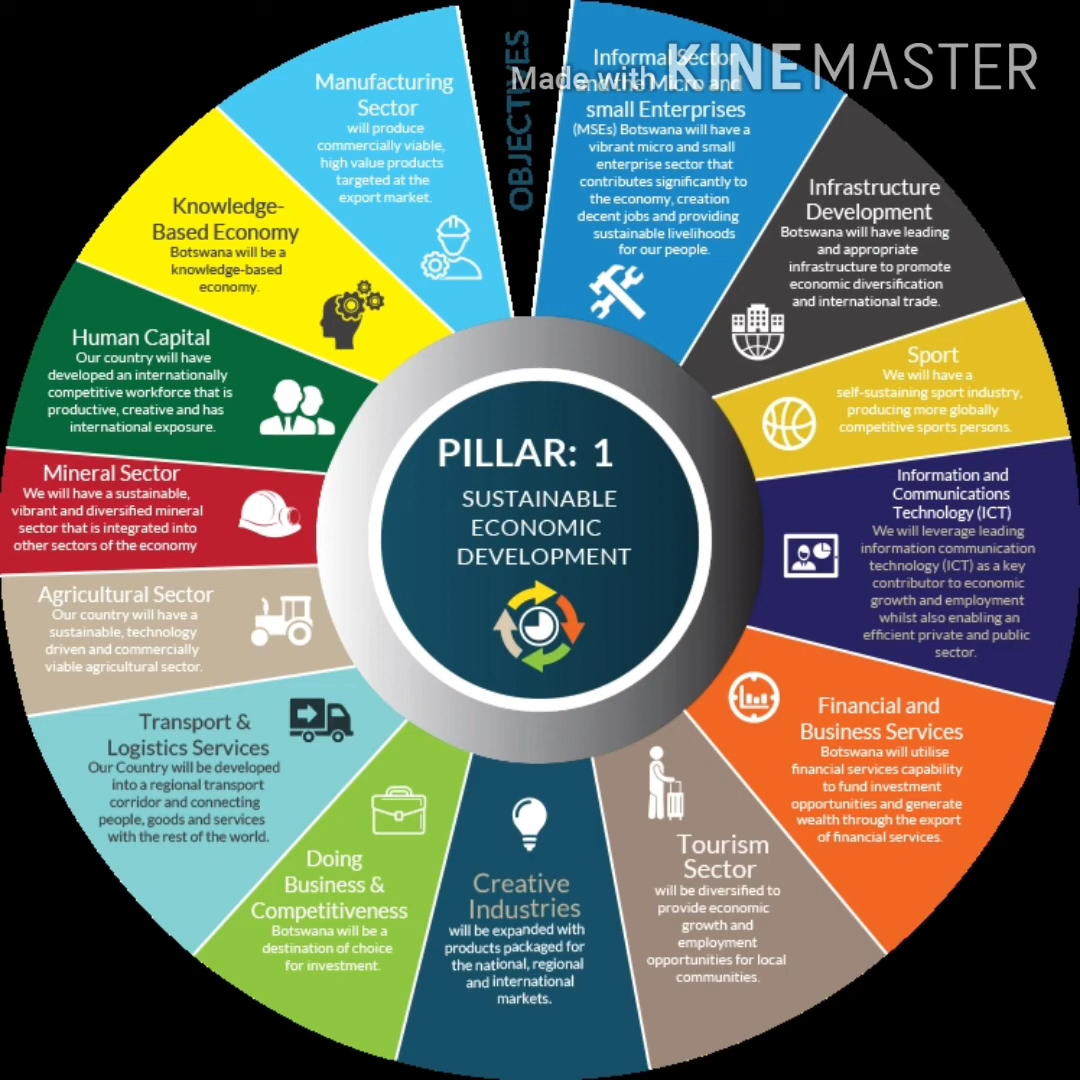 OBJECTIVES
Made with KINEMASTER
Informal Sector
and the Micro and
small Enterprises
(MSEs) Botswana will have a
vibrant micro and small
enterprise sector that
contributes significantly to
the economy, creation
decent jobs and providing
sustainable livelihoods
for our people.
Infrastructure
Development
Botswana will have leading
and appropriate
infrastructure to promote
economic diversification
and international trade.
Sport
We will have a
self-sustaining sport industry,
producing more globally
competitive sports persons.
Information and
Communications
Technology (ICT)
We will leverage leading
information communication
technology (ICT) as a key
contributor to economic
growth and employment
whilst also enabling an
efficient private and public
sector.
Financial and
Business Services
Botswana will utilise
financial services capability
to fund investment
opportunities and generate
wealth through the export
of financial services.
Tourism
Sector
will be diversified to
provide economic
growth and
employment
opportunities for local
communities.
Creative
Industries
will be expanded with
products packaged for
the national, regional
and international
markets.
Doing
Business &
Competitiveness
Botswana will be a
destination of choice
for investment.
Transport &
Logistics Services
Our Country will be developed
into a regional transport
corridor and connecting
people, goods and services
with the rest of the world.
Agricultural Sector
Our country will have a
sustainable, technology
driven and commercially
viable agricultural sector.
Mineral Sector
We will have a sustainable,
vibrant and diversified mineral
sector that is integrated into
other sectors of the economy
Human Capital
Our country will have
developed an internationally
competitive workforce that is
productive, creative and has
international exposure.
Knowledge-
Based Economy
Botswana will be a
knowledge-based
economy.
Manufacturing
Sector
will produce
commercially viable,
high value products
targeted at the
export market.
PILLAR: 1
SUSTAINABLE
ECONOMIC
DEVELOPMENT